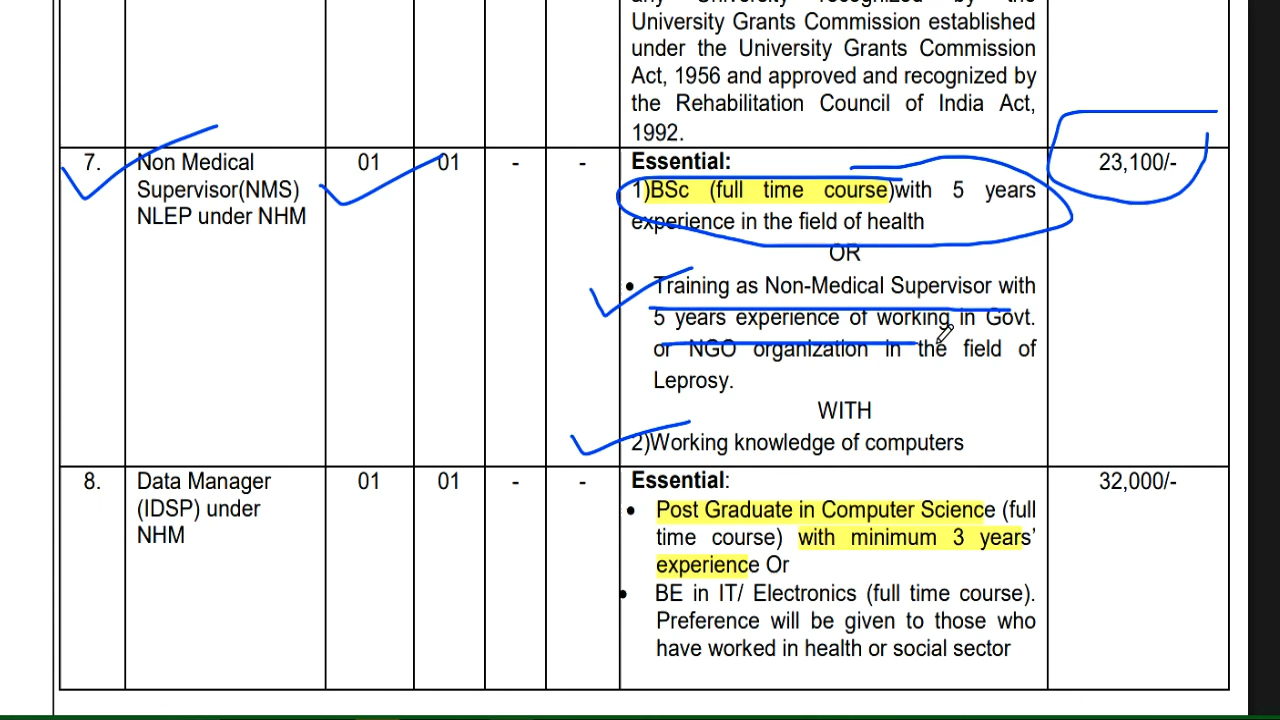 any University recognized by the
University Grants Commission established
under the University Grants Commission
Act, 1956 and approved and recognized by
the Rehabilitation Council of India Act,
1992.
7. Non Medical 01 01 - - Essential: 23,100/-
Supervisor(NMS) 1)BSc (full time course)with 5 years
NLEP under NHM experience in the field of health
OR
• Training as Non-Medical Supervisor with
5 years experience of working in Govt.
or NGO organization in the field of
Leprosy.
WITH
2)Working knowledge of computers
8. Data Manager 01 01 - - Essential: 32,000/-
(IDSP) under • Post Graduate in Computer Science (full
NHM time course) with minimum 3 years’
experience Or
• BE in IT/ Electronics (full time course).
Preference will be given to those who
have worked in health or social sector